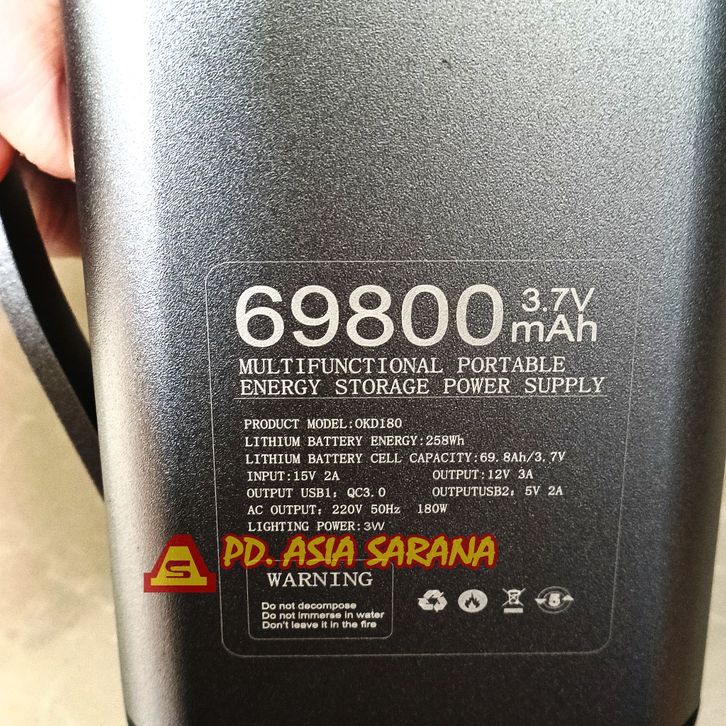 69800 3.7V mAh
MULTIFUNCTIONAL PORTABLE
ENERGY STORAGE POWER SUPPLY
PRODUCT MODEL:OKD180
LITHIUM BATTERY ENERGY:258Wh
LITHIUM BATTERY CELL CAPACITY:69.8Ah/3.7V
INPUT:15V 2A OUTPUT:12V 3A
OUTPUT USB1: QC3.0 OUTPUTUSB2: 5V 2A
AC OUTPUT: 220V 50Hz 180W
LIGHTING POWER:3W
PD. ASIA SARANA
WARNING
Do not decompose
Do not immerse in water
Don't leave it in the fire
5